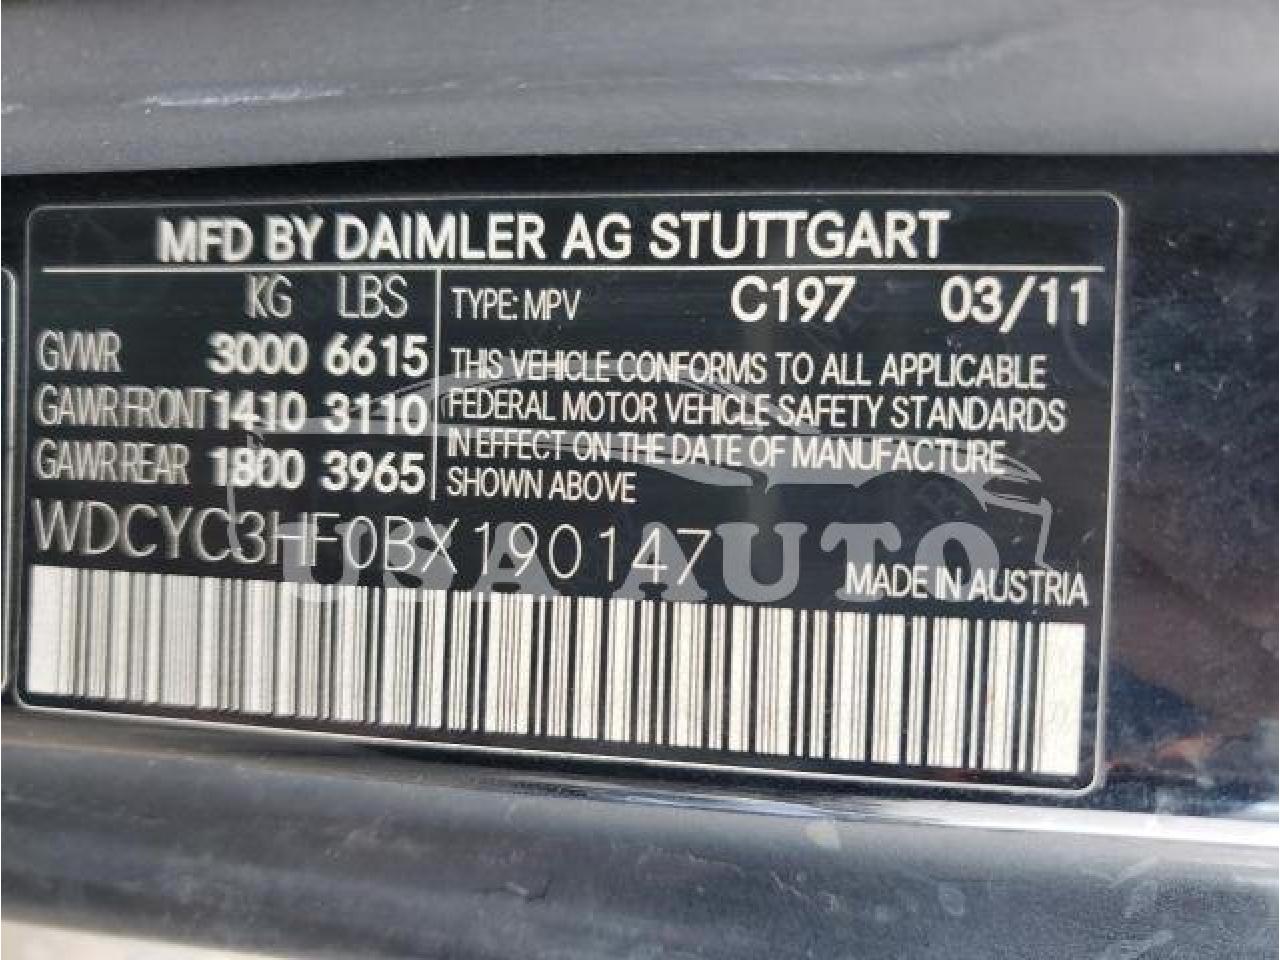 MFD BY DAIMLER AG STUTTGART
KG LBS
GVWR 3000 6615
GAWR FRONT 1410 3110
GAWR REAR 1800 3965
TYPE: MPV C197 03/11
THIS VEHICLE CONFORMS TO ALL APPLICABLE
FEDERAL MOTOR VEHICLE SAFETY STANDARDS
IN EFFECT ON THE DATE OF MANUFACTURE
SHOWN ABOVE
WDCYC3HF0BX190147
MADE IN AUSTRIA
USA AUTO